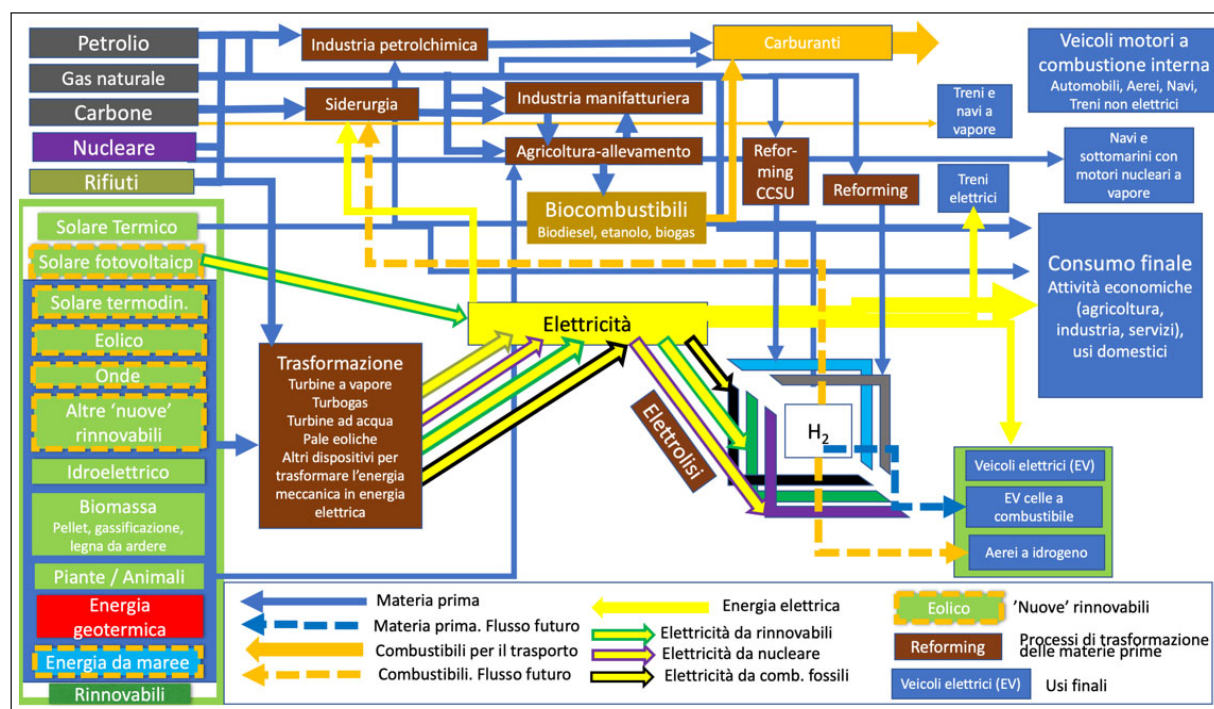 Petrolio
Gas naturale
Carbone
Nucleare
Rifiuti
Solare Termico
Solare fotovoltaicp
Solare termodin.
Eolico
Onde
Altre ‘nuove’
rinnovabili
Idroelettrico
Biomassa
Pellet, gassificazione,
legna da ardere
Piante / Animali
Energia
geotermica
Energia da maree
Rinnovabili
Industria petrolchimica
Siderurgia
Industria manifatturiera
Agricoltura-allevamento
Biocombustibili
Biodiesel, etanolo, biogas
Carburanti
Refor-
ming
CCSU
Reforming
Treni e
navi a
vapore
Treni
elettrici
Veicoli motori a
combustione interna
Automobili, Aerei, Navi,
Treni non elettrici
Navi e
sottomarini con
motori nucleari a
vapore
Consumo finale
Attività economiche
(agricoltura,
industria, servizi),
usi domestici
Elettricità
Trasformazione
Turbine a vapore
Turbogas
Turbine ad acqua
Pale eoliche
Altri dispositivi per
trasformare l’energia
meccanica in energia
elettrica
Elettrolisi
H2
Veicoli elettrici (EV)
EV celle a
combustibile
Aerei a idrogeno
Materia prima
Materia prima. Flusso futuro
Combustibili per il trasporto
Combustibili. Flusso futuro
Energia elettrica
Elettricità da rinnovabili
Elettricità da nucleare
Elettricità da comb. fossili
Eolico
'Nuove' rinnovabili
Reforming
Processi di trasformazione
delle materie prime
Veicoli elettrici (EV)
Usi finali